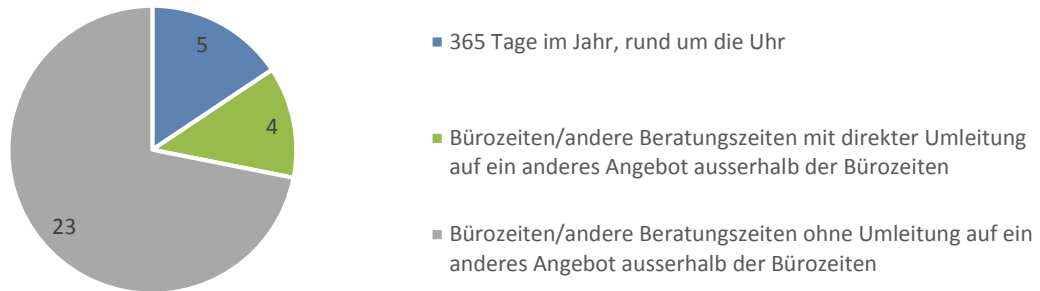 5
4
23
365 Tage im Jahr, rund um die Uhr
Bürozeiten/andere Beratungszeiten mit direkter Umleitung
auf ein anderes Angebot ausserhalb der Bürozeiten
Bürozeiten/andere Beratungszeiten ohne Umleitung auf ein
anderes Angebot ausserhalb der Bürozeiten